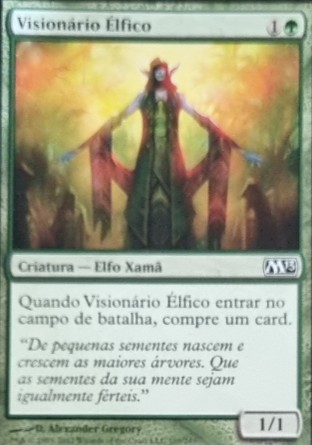 Visionário Élfico 1
Criatura — Elfo Xamã M13
Quando Visionário Élfico entrar no
campo de batalha, compre um card.
"De pequenas sementes nascem e
crescem as maiores árvores. Que
as sementes da sua mente sejam
igualmente férteis."
D. Alexander Gregory
1/1